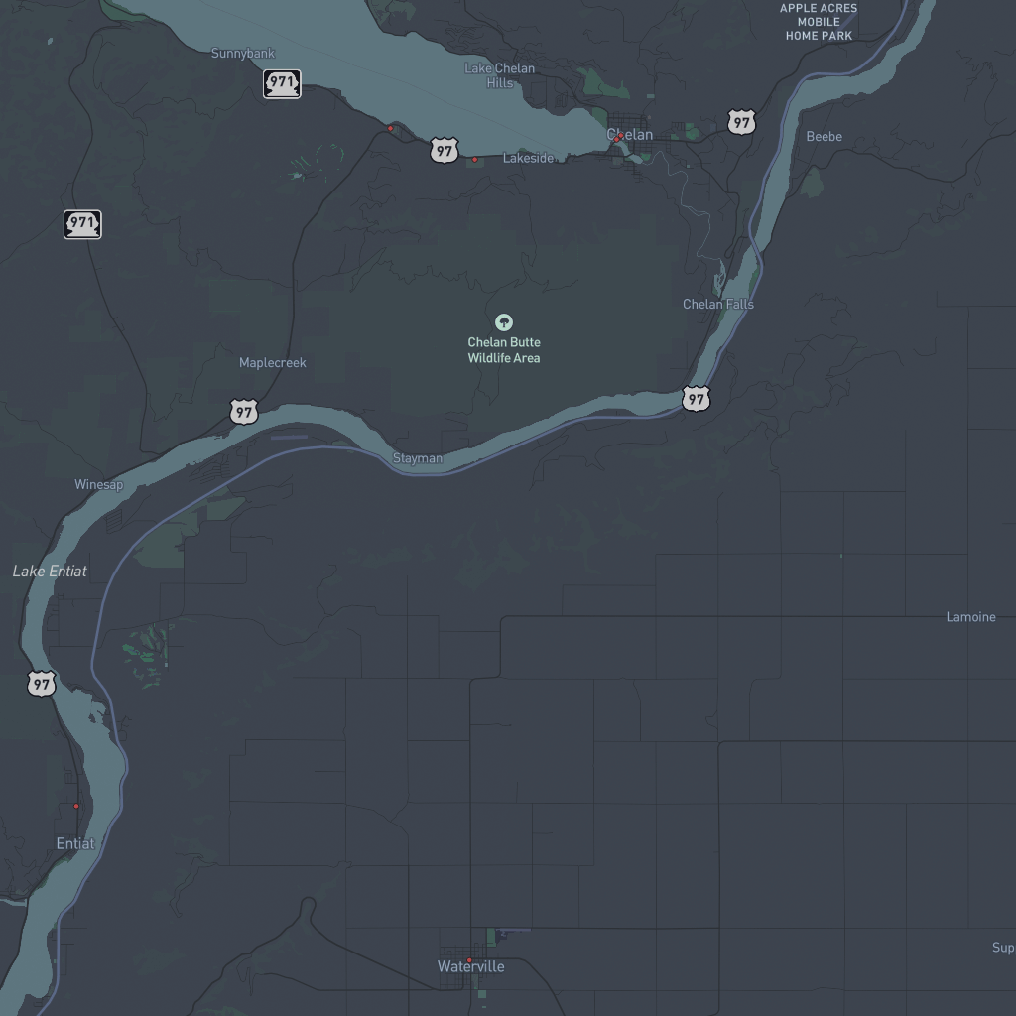 APPLE ACRES
MOBILE
HOME PARK
Sunnybank
Lake Chelan
Hills
971
97
Chelan
Beebe
97
Lakeside
971
Chelan Falls
Chelan Butte
Wildlife Area
Maplecreek
97
97
Stayman
Winesap
Lake Entiat
Lamoine
97
Entiat
Sup
Waterville